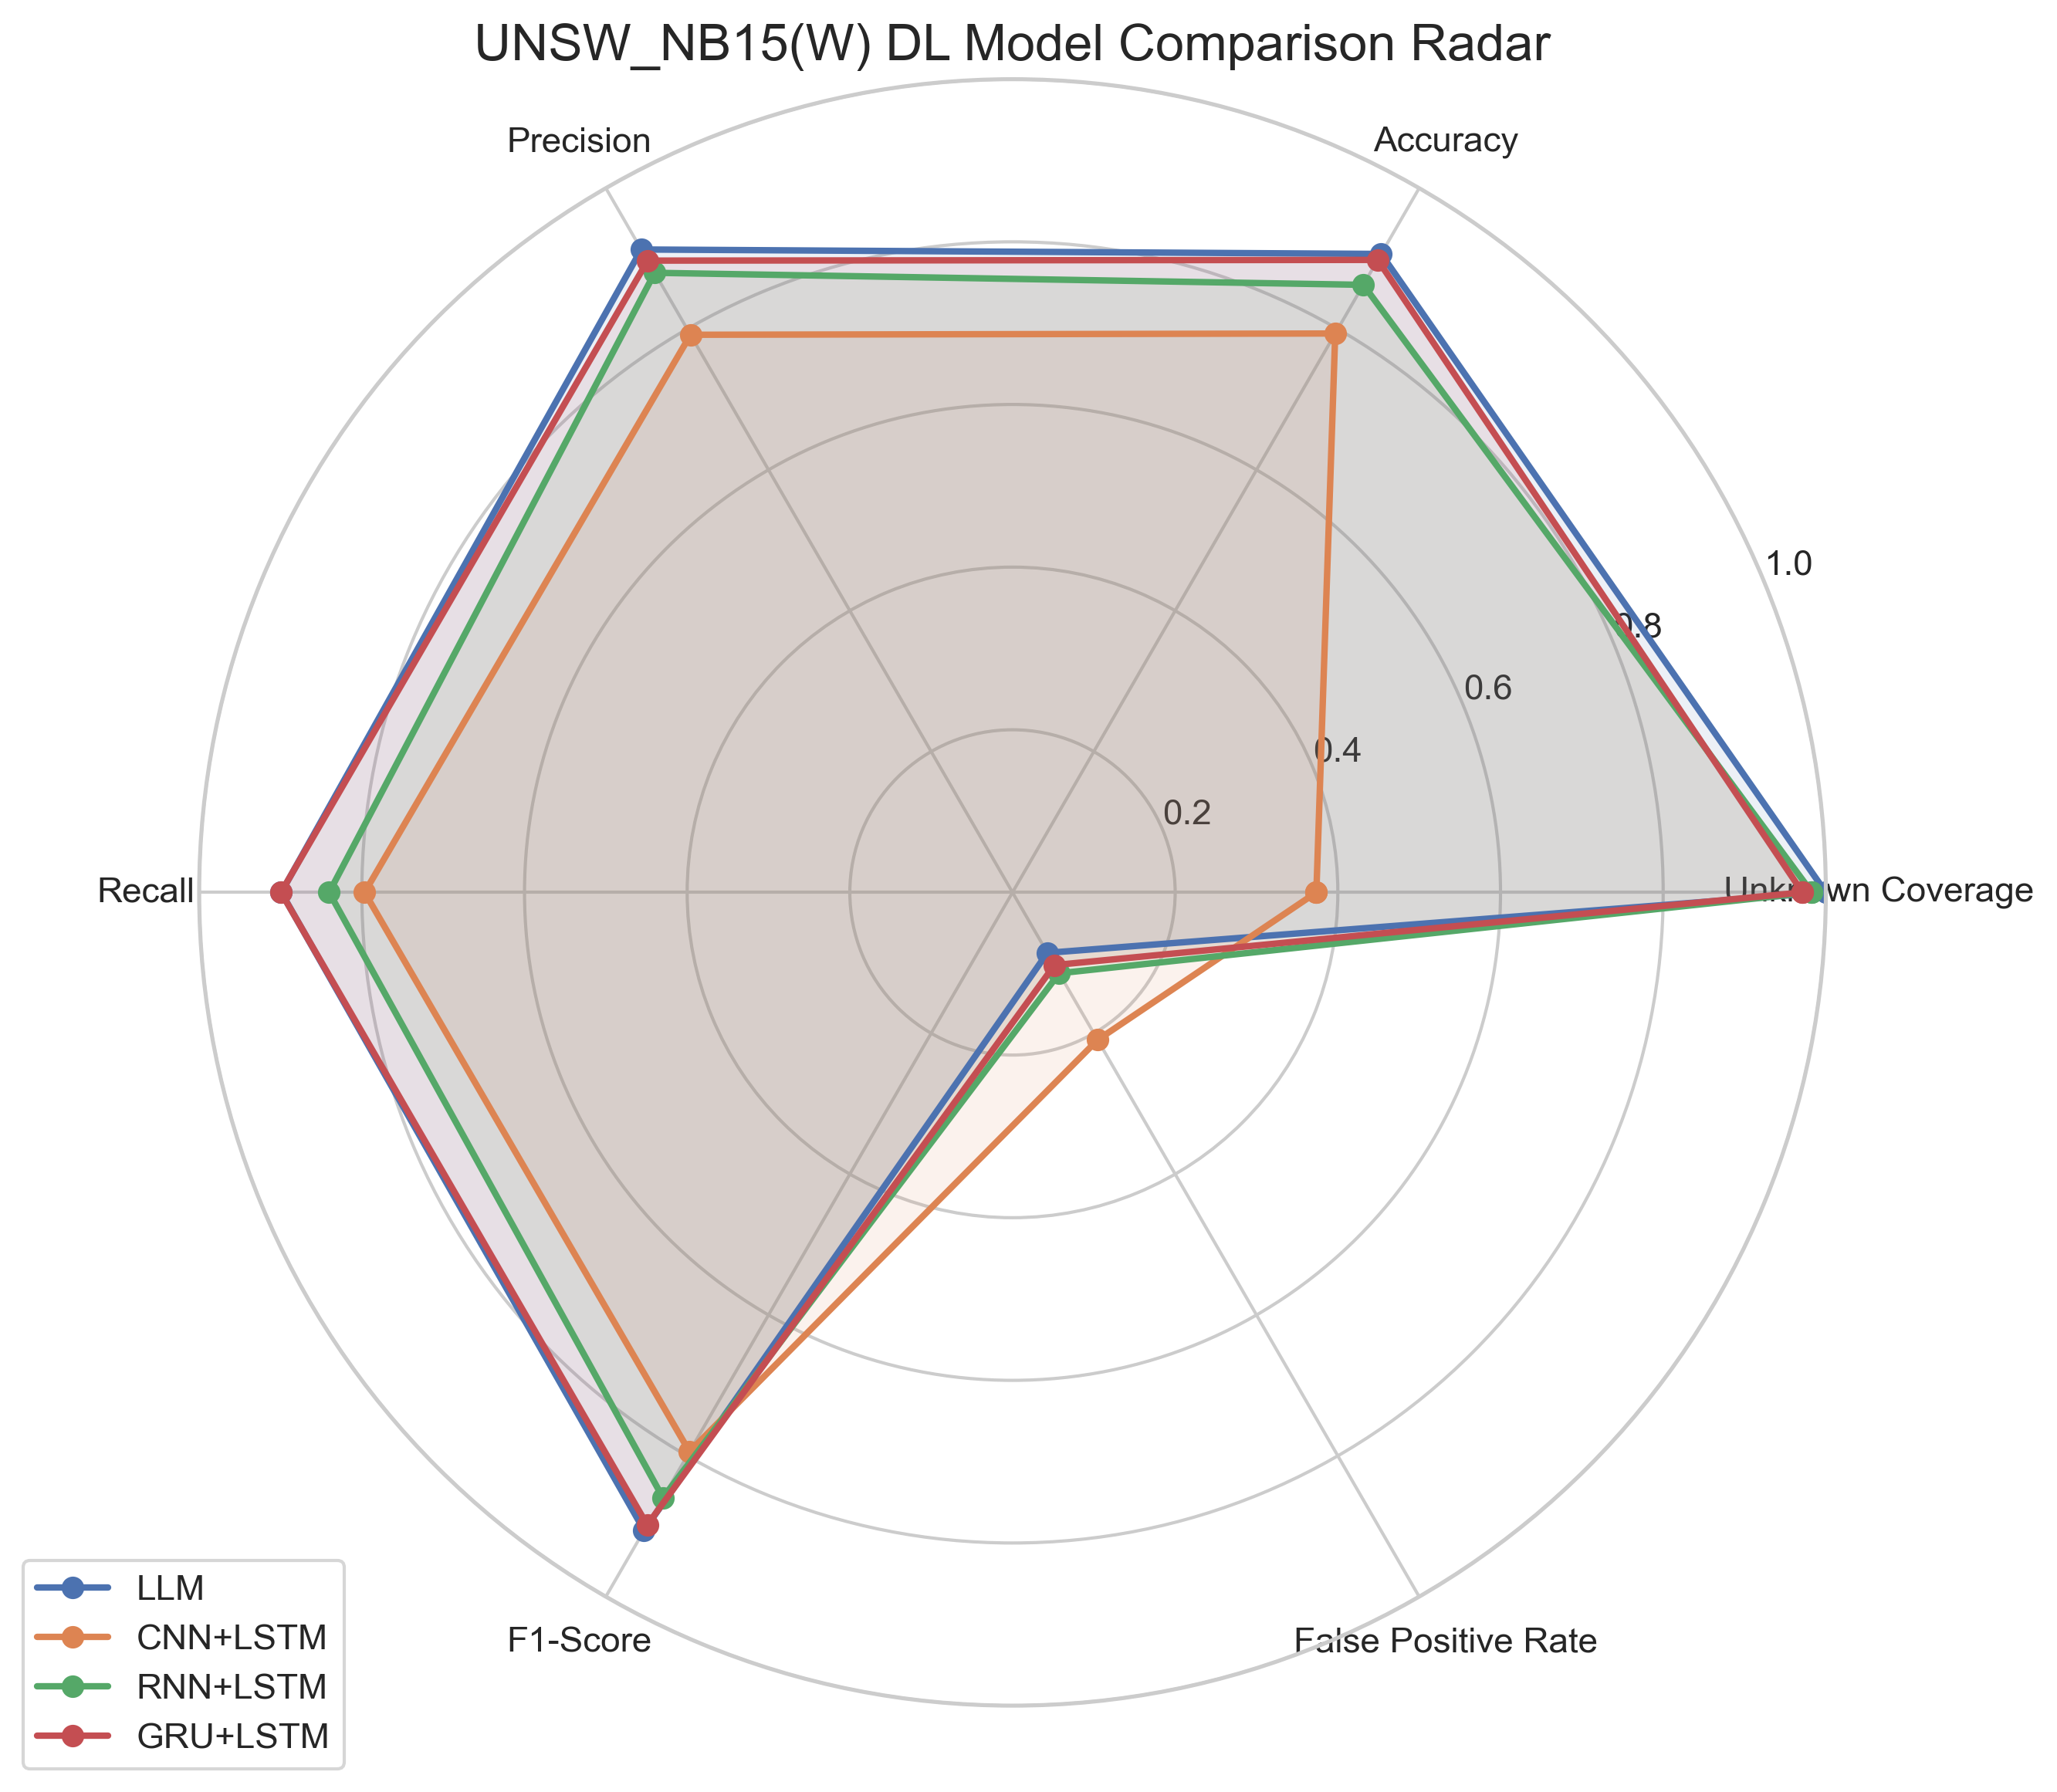 UNSW_NB15(W) DL Model Comparison Radar
Precision
Accuracy
1.0
0.8
0.6
0.4
0.2
Recall
Unknown Coverage
F1-Score
False Positive Rate
LLM
CNN+LSTM
RNN+LSTM
GRU+LSTM